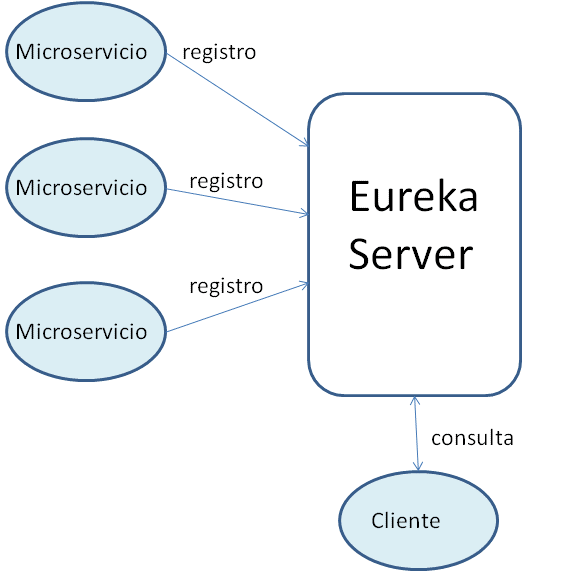 Microservicio
registro
Microservicio
registro
Eureka
Server
registro
Microservicio
consulta
Cliente